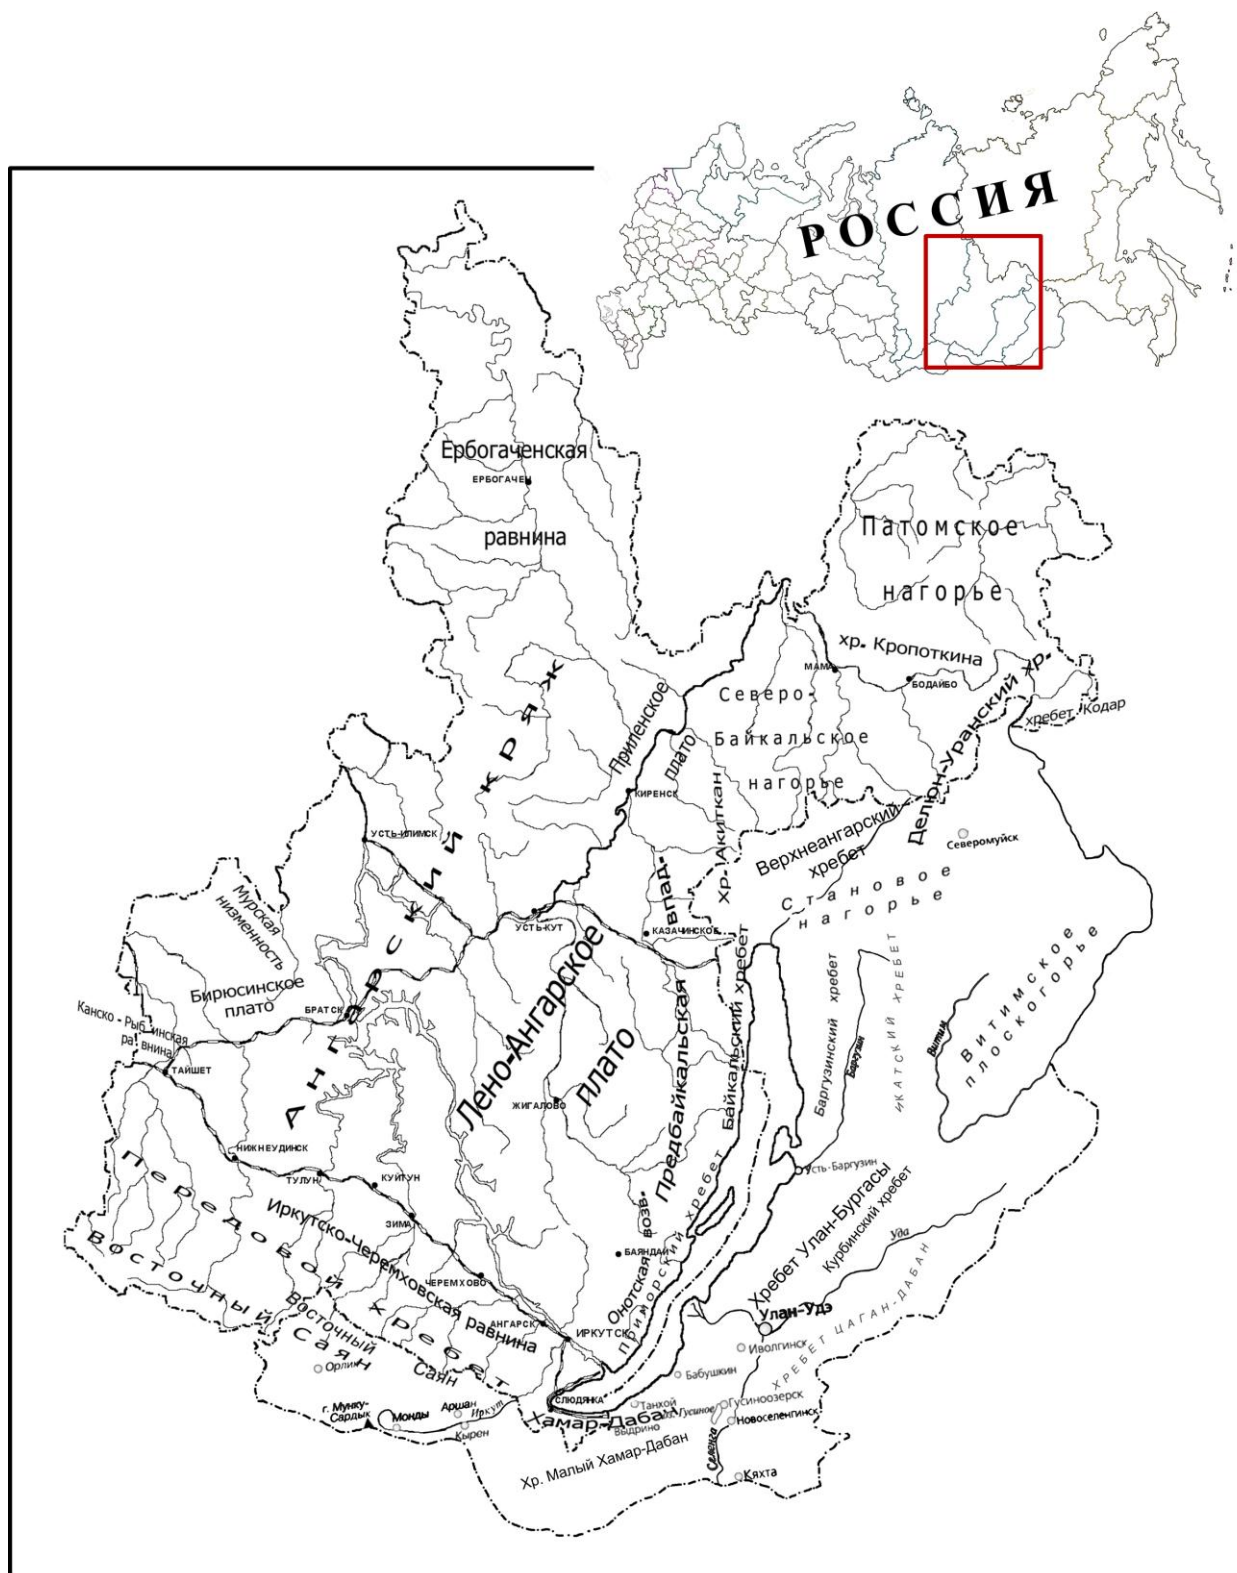 РОССИЯ
Ербогаченская
ЕРБОГАЧЕН
равнина
Патомское
нагорье
хр. Кропоткина
МАМА
БОДАЙБО
Делюн-Уранский хр.
хребет Кодар
Северо-
Байкальское
нагорье
Приленское
плато
КИРЕНСК
хр. Акиткан
Верхнеангарский
хребет
Северомуйск
Становое
нагорье
Ангарский кряж
УСТЬ-ИЛИМСК
Мурская
низменность
Бирюсинское
плато
БРАТСК
УСТЬ-КУТ
КАЗАЧИНСКОЕ
Канско-Рыбинская
равнина
ТАЙШЕТ
Лено-Ангарское
плато
ЖИГАЛОВО
Предбайкальская
впад-
Байкальский хребет
Баргузинский хребет
Баргузин
ИКАТСКИЙ ХРЕБЕТ
Витим
Витимское
плоскогорье
НИЖНЕУДИНСК
ТУЛУН
КУЙТУН
ЗИМА
Передовой хребет
Восточный Саян
Иркутско-Черемховская равнина
ЧЕРЕМХОВО
АНГАРСК
ИРКУТСК
БАЯНДАЙ
Онотская возв-
Приморский хребет
Усть-Баргузин
Хребет Улан-Бургасы
Курбинский хребет
Уда
Улан-Удэ
ХРЕБЕТ ЦАГАН-ДАБАН
Иволгинск
Бабушкин
Восточный
Саян
Орлик
г. Мунку-
Сардык
Монды
Аршан
Иркут
Кырен
СЛЮДЯНКА
Хамар-Дабан
Танхой
Выдрино
оз. Гусиное
Гусиноозерск
Новоселенгинск
Селенга
Хр. Малый Хамар-Дабан
Кяхта